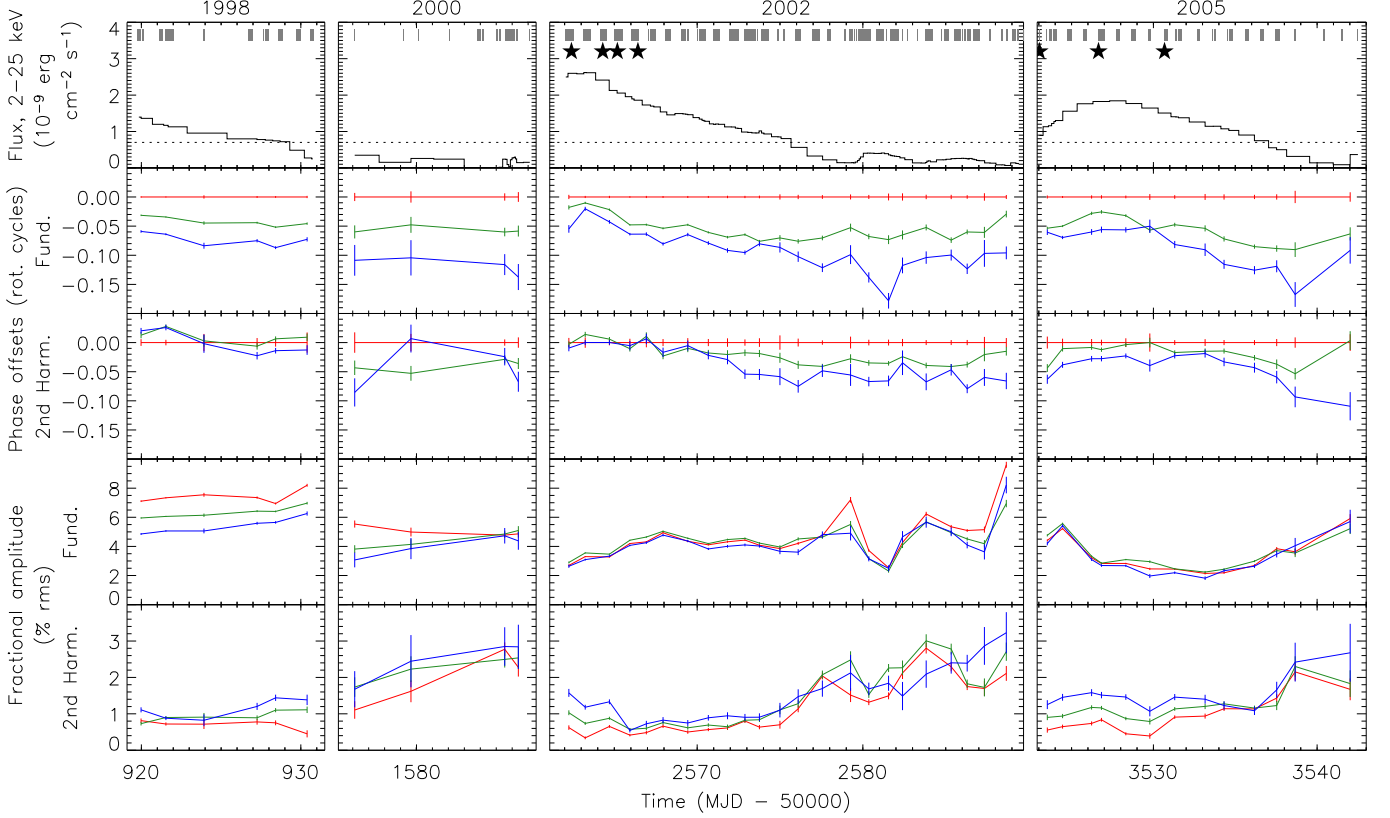 1998 2000 2002 2005
Flux, 2−25 keV
(10−9 erg
cm−2 s−1)
4
3
2
1
0
Phase offsets (rot. cycles)
Fund.
0.00
−0.05
−0.10
−0.15
2nd Harm.
0.00
−0.05
−0.10
−0.15
Fractional amplitude
(% rms)
Fund.
8
6
4
2
0
2nd Harm.
3
2
1
0
920 930 1580 2570 2580 3530 3540
Time (MJD − 50000)